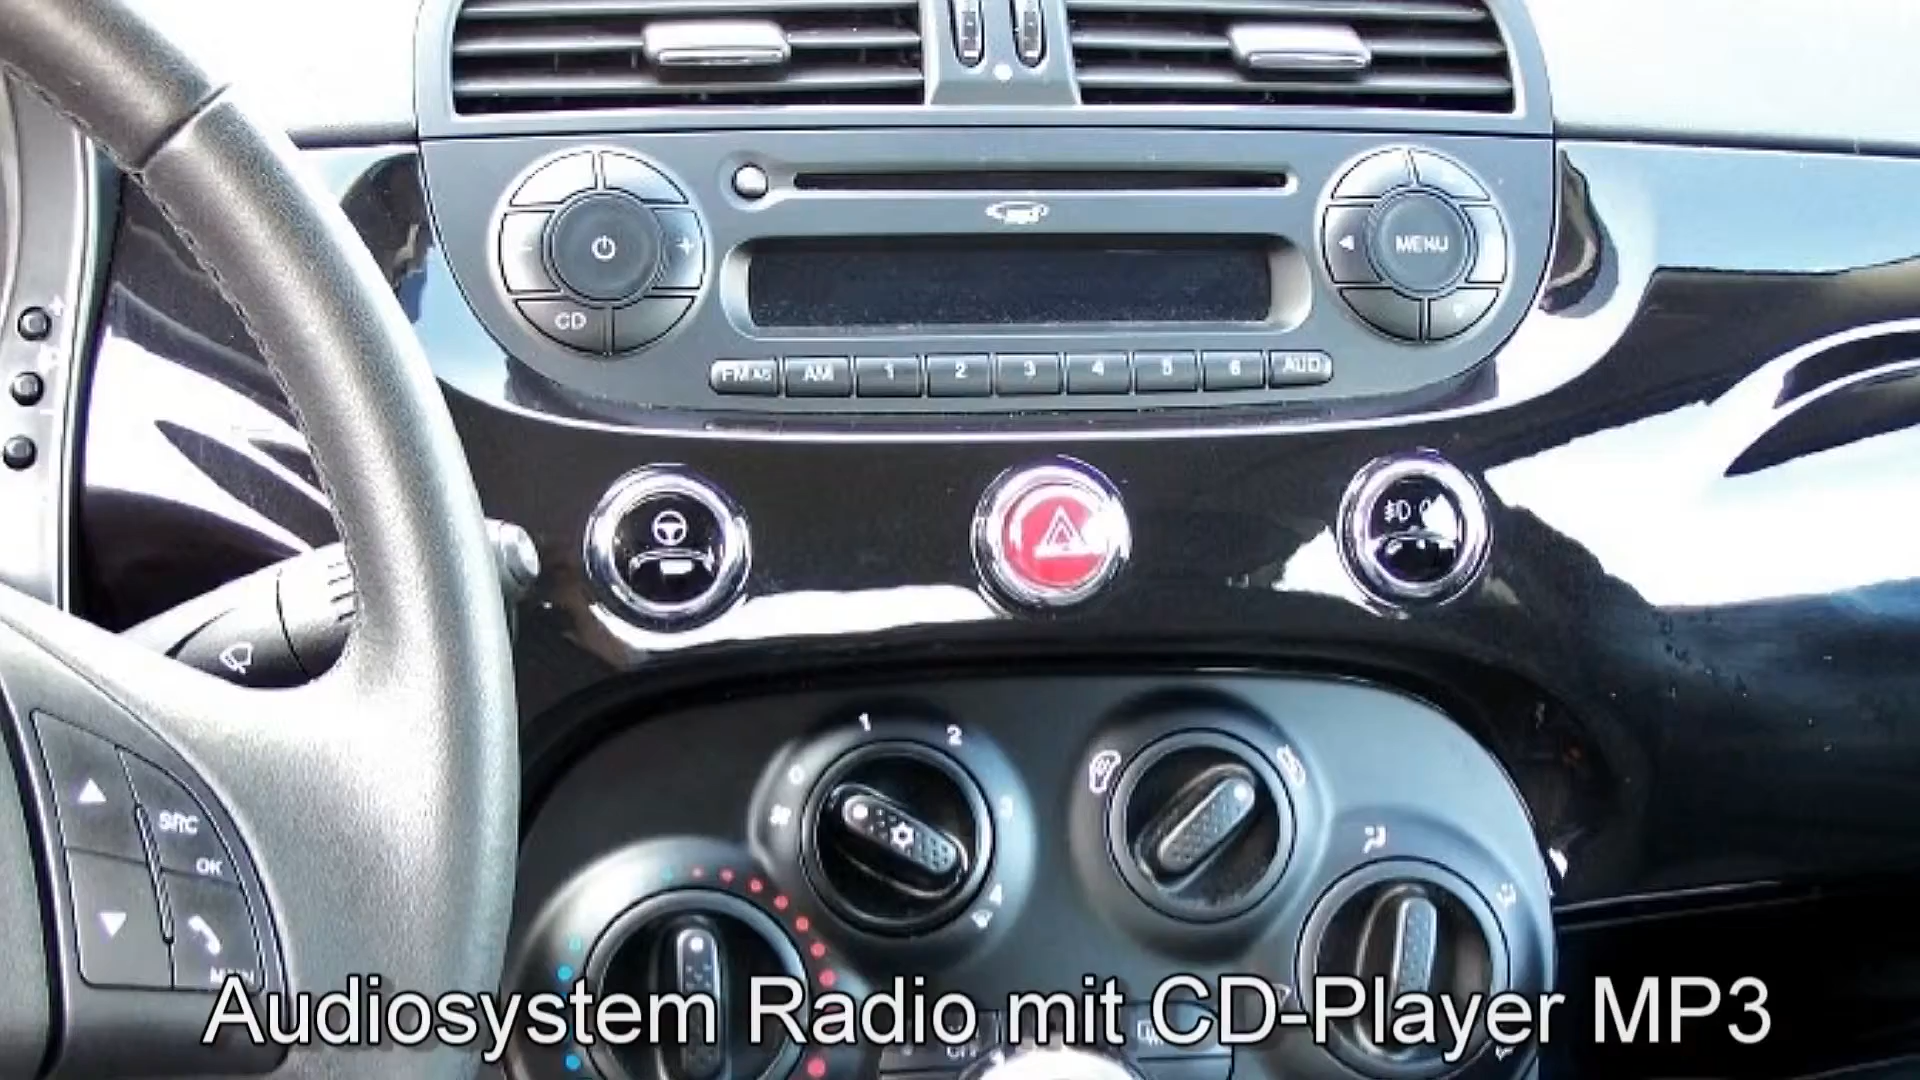 MENU
CD
FM AS AM 1 2 3 4 5 6 AUD
1 2
0
3
4
SRC
OK
Audiosystem Radio mit CD-Player MP3